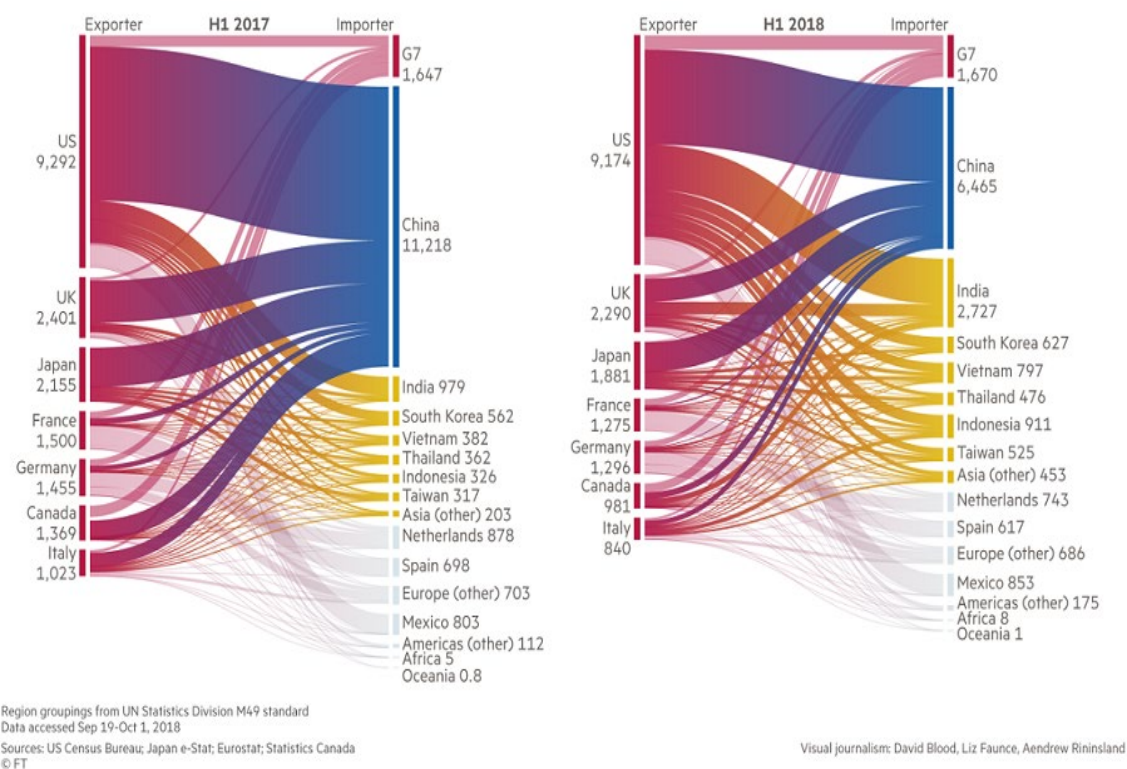 Exporter H1 2017 Importer
G7
1,647
US
9,292
China
11,218
UK
2,401
Japan
2,155
India 979
France
1,500
South Korea 562
Vietnam 382
Thailand 362
Germany
1,455
Indonesia 326
Taiwan 317
Canada
1,369
Asia (other) 203
Netherlands 878
Italy
1,023
Spain 698
Europe (other) 703
Mexico 803
Americas (other) 112
Africa 5
Oceania 0.8
Exporter H1 2018 Importer
G7
1,670
US
9,174
China
6,465
UK
2,290
India
2,727
Japan
1,881
South Korea 627
Vietnam 797
Thailand 476
France
1,275
Indonesia 911
Germany
1,296
Taiwan 525
Asia (other) 453
Canada
981
Netherlands 743
Italy
840
Spain 617
Europe (other) 686
Mexico 853
Americas (other) 175
Africa 8
Oceania 1
Region groupings from UN Statistics Division M49 standard
Data accessed Sep 19-Oct 1, 2018
Sources: US Census Bureau; Japan e-Stat; Eurostat; Statistics Canada
© FT
Visual journalism: David Blood, Liz Faunce, Aendrew Rininsland